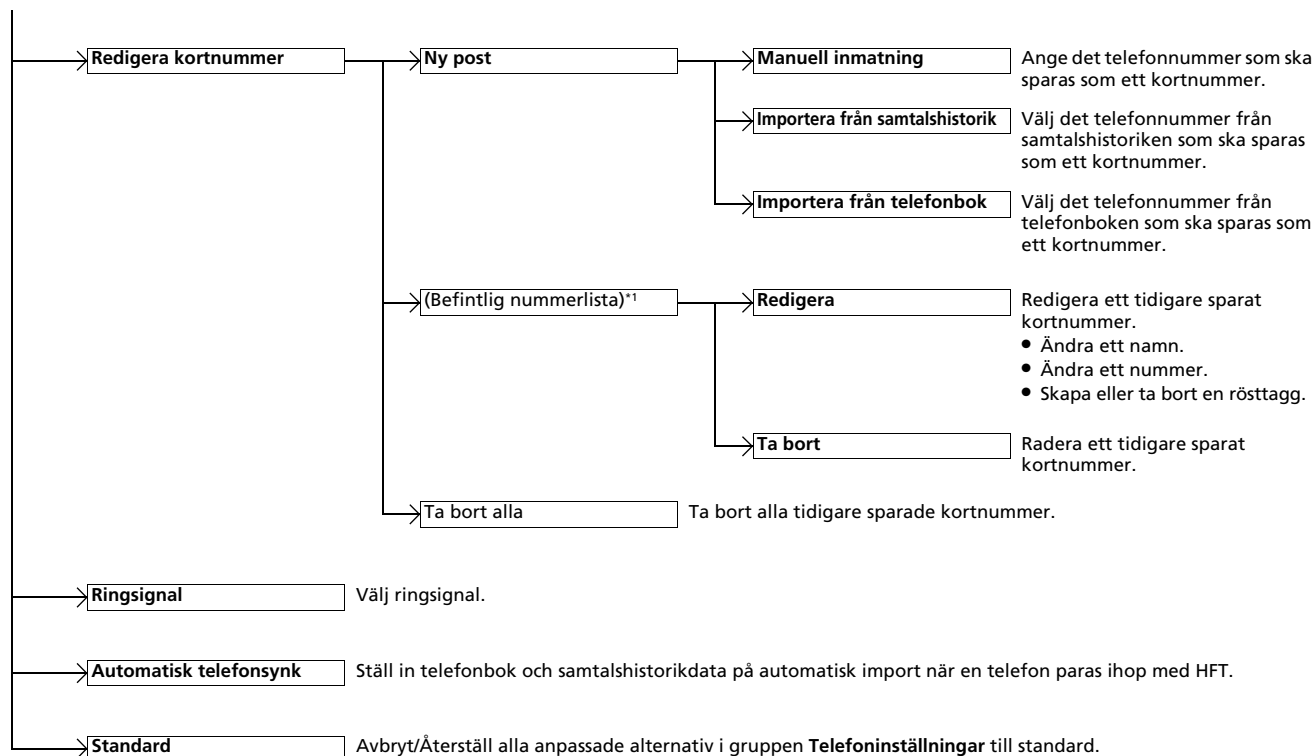 Redigera kortnummer
Ny post
Manuell inmatning
Ange det telefonnummer som ska
sparas som ett kortnummer.
Importera från samtalshistorik
Välj det telefonnummer från
samtalshistoriken som ska sparas
som ett kortnummer.
Importera från telefonbok
Välj det telefonnummer från
telefonboken som ska sparas som
ett kortnummer.
(Befintlig nummerlista)*1
Redigera
Redigera ett tidigare sparat
kortnummer.
● Ändra ett namn.
● Ändra ett nummer.
● Skapa eller ta bort en rösttagg.
Ta bort
Radera ett tidigare sparat
kortnummer.
Ta bort alla
Ta bort alla tidigare sparade kortnummer.
Ringsignal
Välj ringsignal.
Automatisk telefonsynk
Ställ in telefonbok och samtalshistorikdata på automatisk import när en telefon paras ihop med HFT.
Standard
Avbryt/Återställ alla anpassade alternativ i gruppen Telefoninställningar till standard.